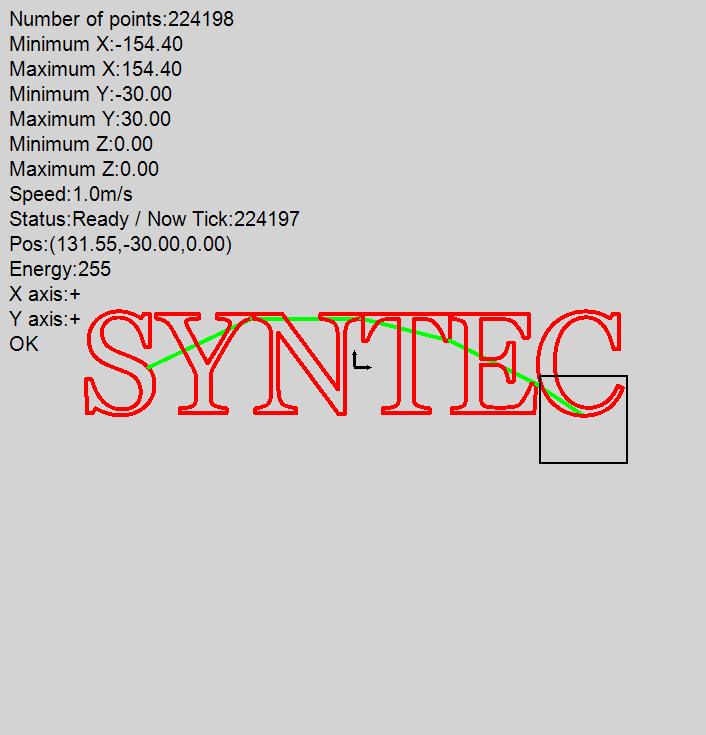 Number of points:224198
Minimum X:-154.40
Maximum X:154.40
Minimum Y:-30.00
Maximum Y:30.00
Minimum Z:0.00
Maximum Z:0.00
Speed:1.0m/s
Status:Ready / Now Tick:224197
Pos:(131.55,-30.00,0.00)
Energy:255
X axis:+
Y axis:+
OK
SYNTEC